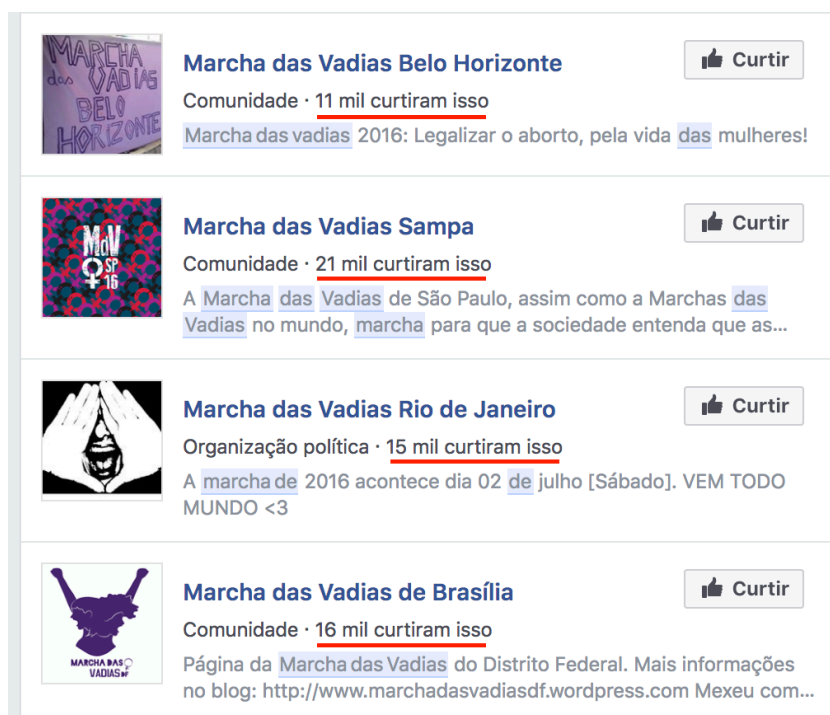 MARCHA
das VADIAS
BELO
HORIZONTE
Marcha das Vadias Belo Horizonte
Curtir
Comunidade · 11 mil curtiram isso
Marcha das vadias 2016: Legalizar o aborto, pela vida das mulheres!
MdV
SP
16
Marcha das Vadias Sampa
Curtir
Comunidade · 21 mil curtiram isso
A Marcha das Vadias de São Paulo, assim como a Marchas das
Vadias no mundo, marcha para que a sociedade entenda que as...
Marcha das Vadias Rio de Janeiro
Curtir
Organização política · 15 mil curtiram isso
A marcha de 2016 acontece dia 02 de julho [Sábado]. VEM TODO
MUNDO <3
MARCHA DAS
VADIAS DF
Marcha das Vadias de Brasília
Curtir
Comunidade · 16 mil curtiram isso
Página da Marcha das Vadias do Distrito Federal. Mais informações
no blog: http://www.marchadasvadiasdf.wordpress.com Mexeu com...